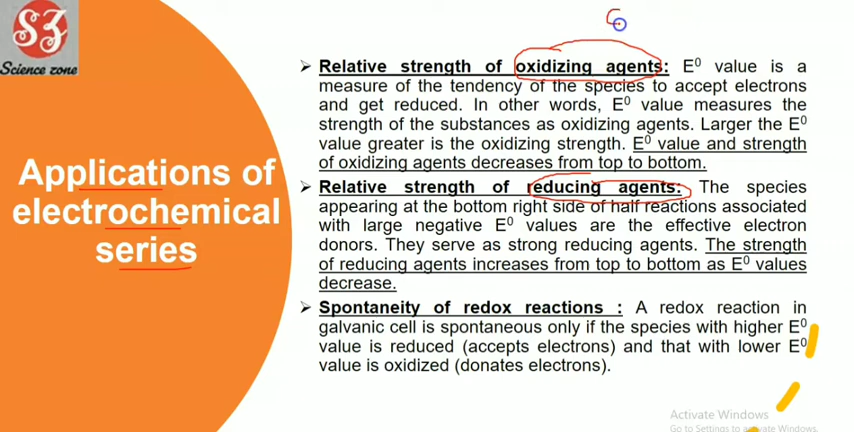 SZ
Science zone
Applications of
electrochemical
series
➢ Relative strength of oxidizing agents: E⁰ value is a
measure of the tendency of the species to accept electrons
and get reduced. In other words, E⁰ value measures the
strength of the substances as oxidizing agents. Larger the E⁰
value greater is the oxidizing strength. E⁰ value and strength
of oxidizing agents decreases from top to bottom.
➢ Relative strength of reducing agents: The species
appearing at the bottom right side of half reactions associated
with large negative E⁰ values are the effective electron
donors. They serve as strong reducing agents. The strength
of reducing agents increases from top to bottom as E⁰ values
decrease.
➢ Spontaneity of redox reactions : A redox reaction in
galvanic cell is spontaneous only if the species with higher E⁰
value is reduced (accepts electrons) and that with lower E⁰
value is oxidized (donates electrons).
Activate Windows
Go to Settings to activate Windows.